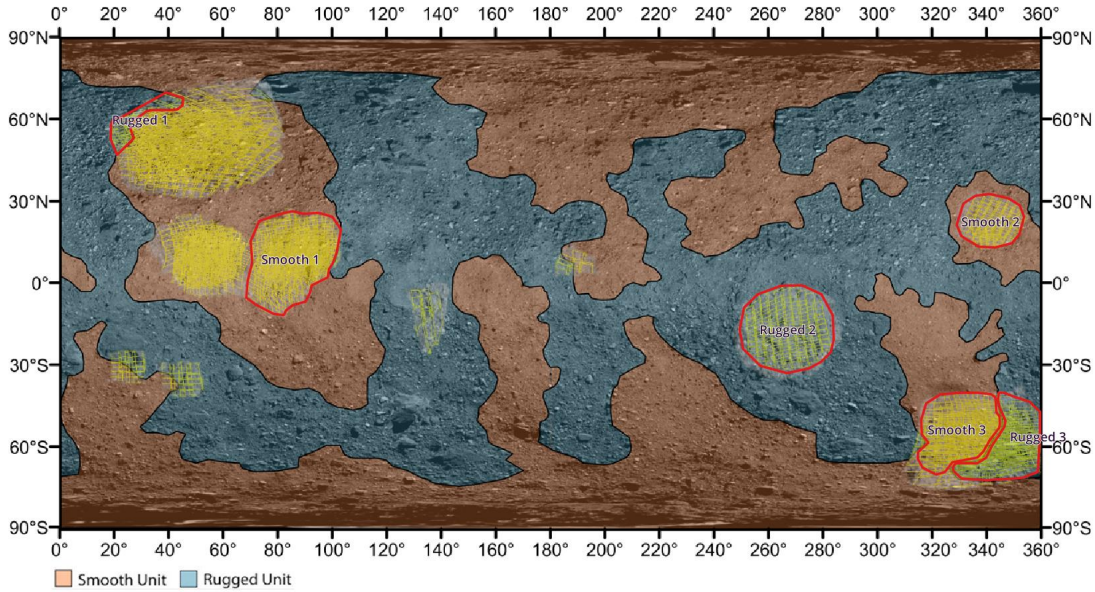 0° 20° 40° 60° 80° 100° 120° 140° 160° 180° 200° 220° 240° 260° 280° 300° 320° 340° 360°
90°N 90°N
60°N 60°N
30°N 30°N
0° 0°
30°S 30°S
60°S 60°S
90°S 90°S
Rugged 1
Smooth 2
Smooth 1
Rugged 2
Smooth 3
Rugged 3
0° 20° 40° 60° 80° 100° 120° 140° 160° 180° 200° 220° 240° 260° 280° 300° 320° 340° 360°
Smooth Unit Rugged Unit